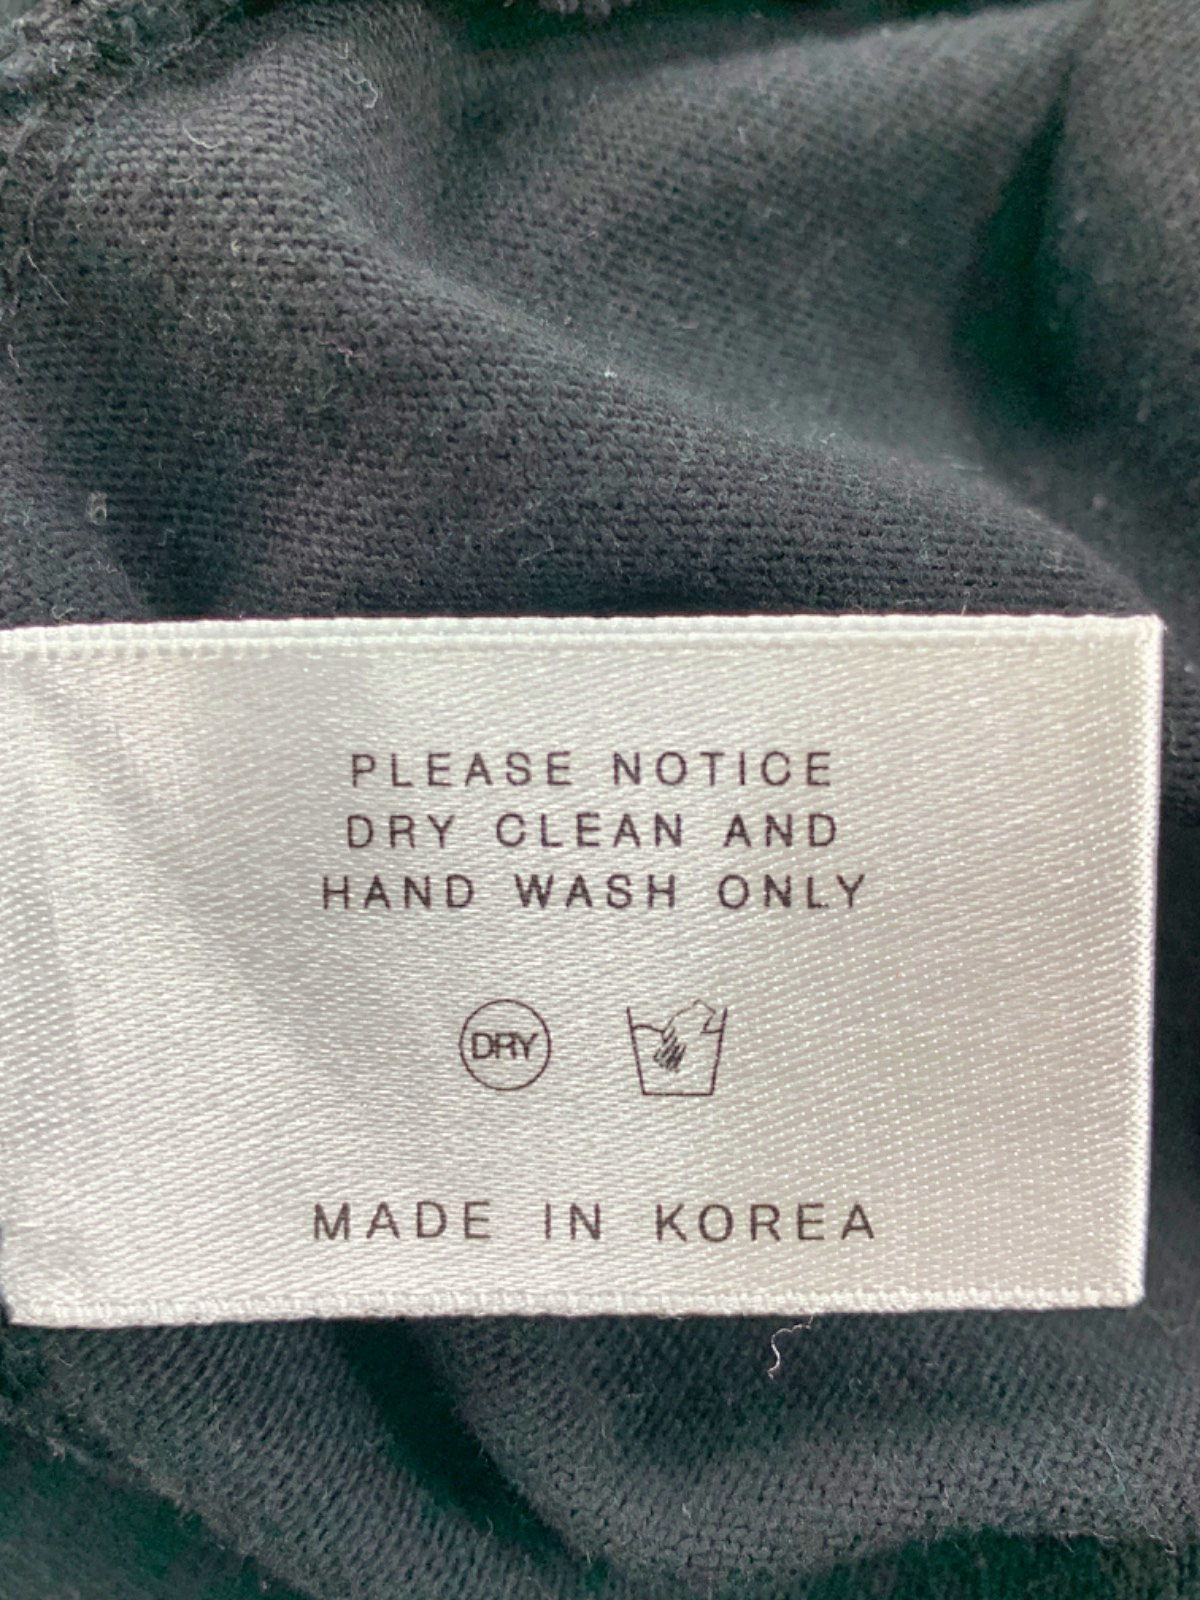 PLEASE NOTICE
DRY CLEAN AND
HAND WASH ONLY
DRY
MADE IN KOREA